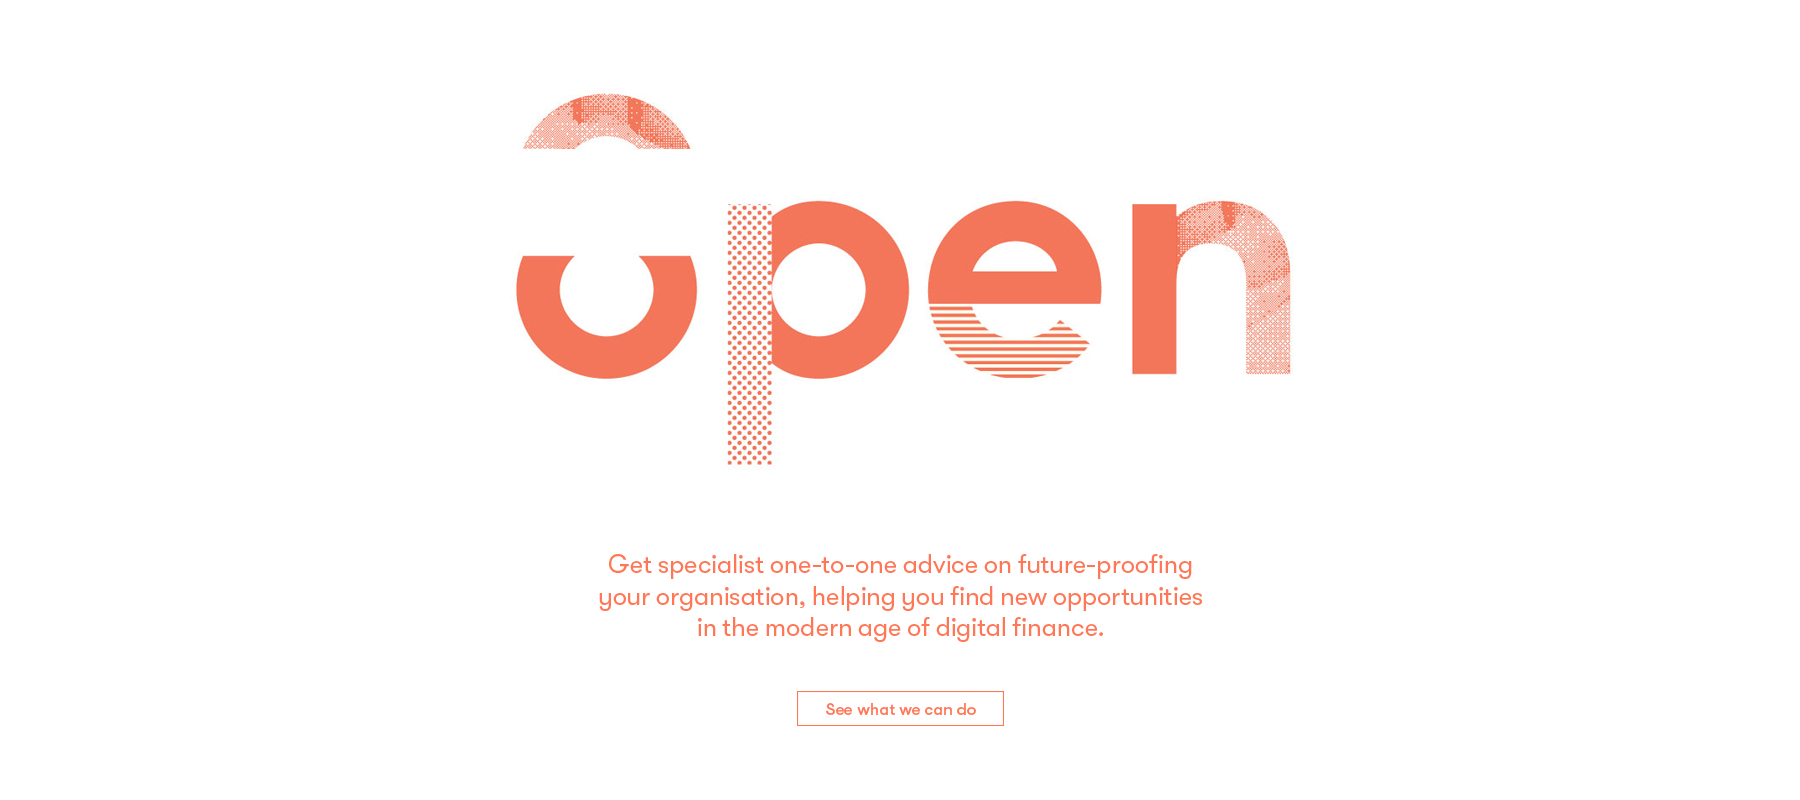 open
Get specialist one-to-one advice on future-proofing
your organisation, helping you find new opportunities
in the modern age of digital finance.
See what we can do